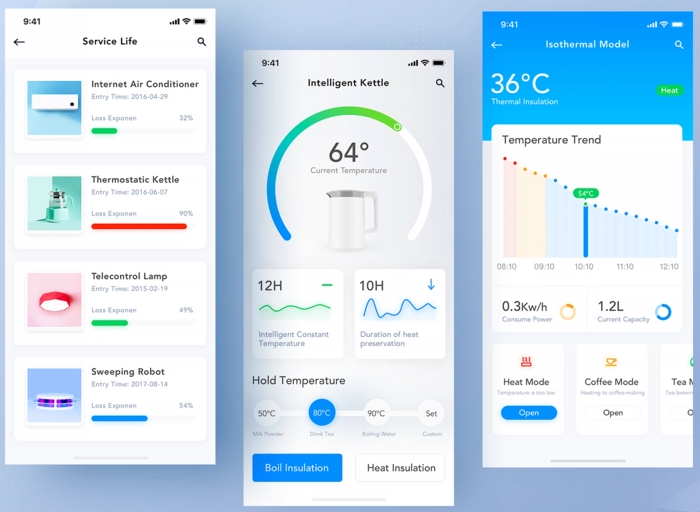 9:41
Service Life
Internet Air Conditioner
Entry Time: 2016-04-29
Loss Exponen 32%
Thermostatic Kettle
Entry Time: 2016-06-07
Loss Exponen 90%
Telecontrol Lamp
Entry Time: 2015-02-19
Loss Exponen 49%
Sweeping Robot
Entry Time: 2017-08-14
Loss Exponen 54%
9:41
Intelligent Kettle
64°
Current Temperature
12H
Intelligent Constant
Temperature
10H
Duration of heat
preservation
Hold Temperature
50°C 80°C 90°C Set
Milk Powder Drink Tea Boiling Water Custom
Boil Insulation Heat Insulation
9:41
Isothermal Model
36°C
Thermal Insulation
Heat
Temperature Trend
54°C
08:10 09:10 10:10 11:10 12:10
0.3Kw/h
Consume Power
1.2L
Current Capacity
Heat Mode
Temperature is too low
Open
Coffee Mode
Heating to coffee-making
Open
Tea M
Tea brewin
O